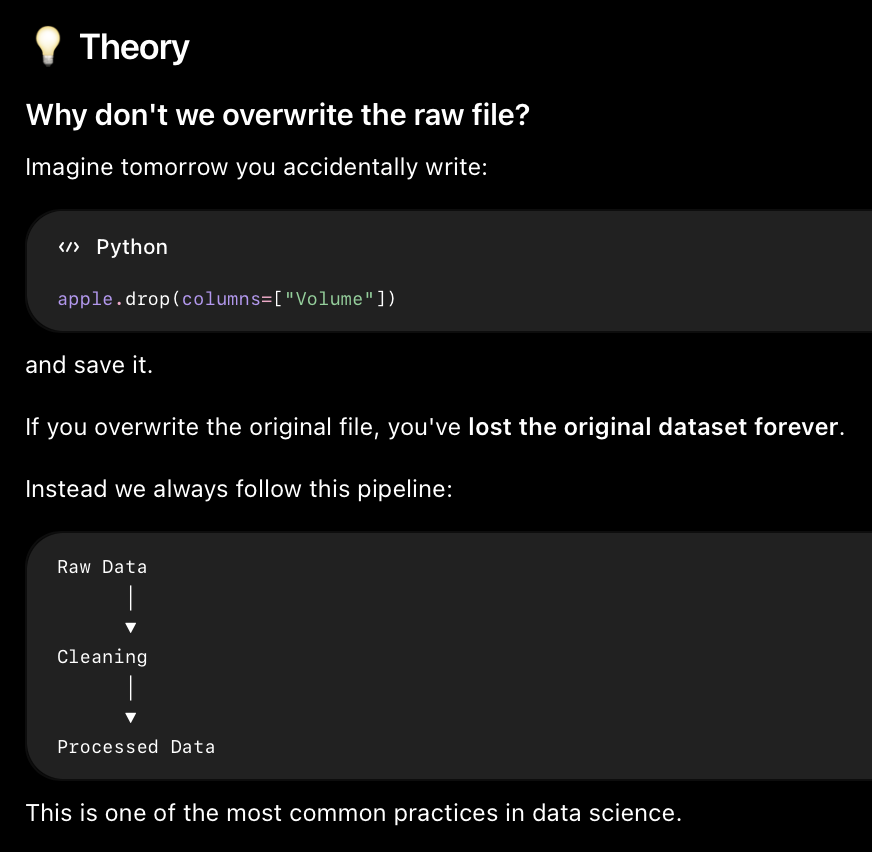 💡 Theory
Why don't we overwrite the raw file?
Imagine tomorrow you accidentally write:
Python
apple.drop(columns=["Volume"])
and save it.
If you overwrite the original file, you've lost the original dataset forever.
Instead we always follow this pipeline:
Raw Data
│
▼
Cleaning
│
▼
Processed Data
This is one of the most common practices in data science.